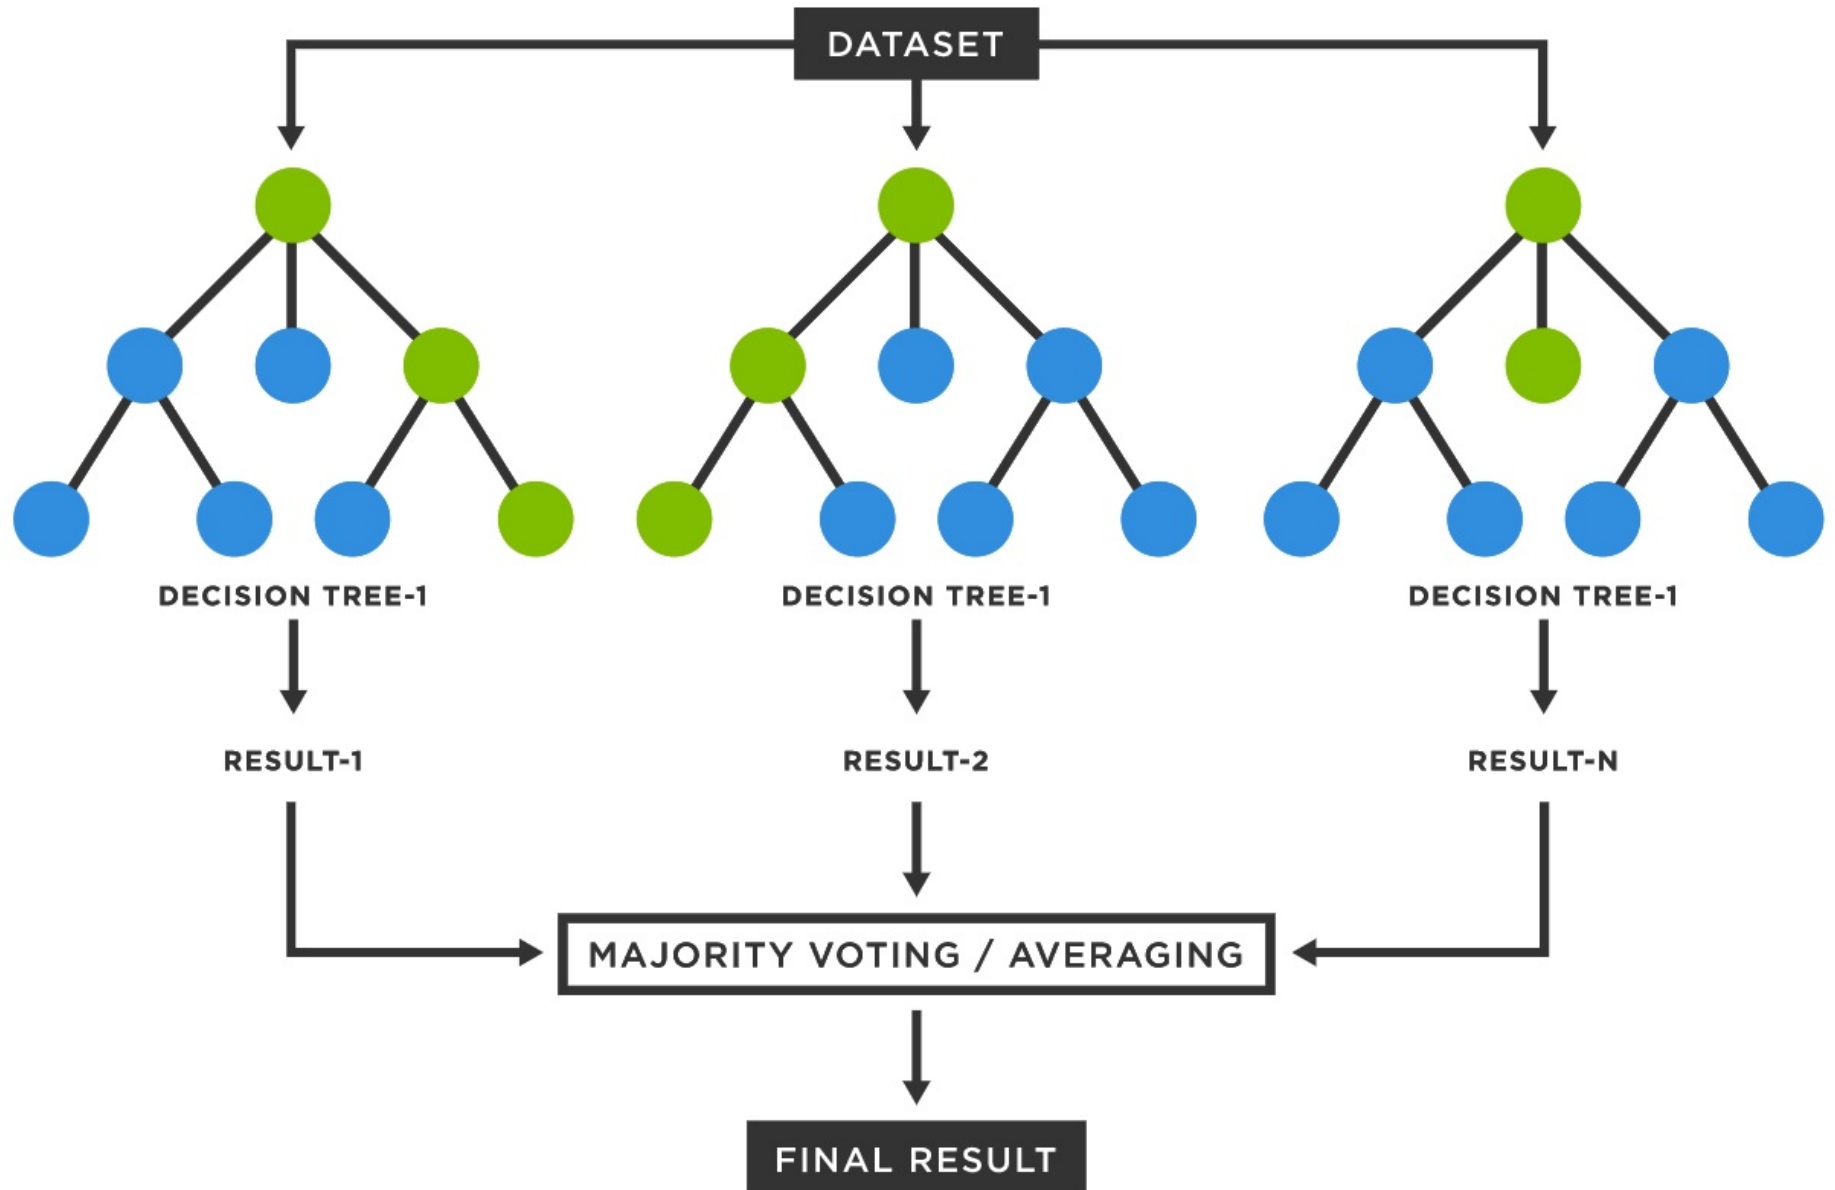 DATASET
DECISION TREE-1
DECISION TREE-1
DECISION TREE-1
RESULT-1
RESULT-2
RESULT-N
MAJORITY VOTING / AVERAGING
FINAL RESULT